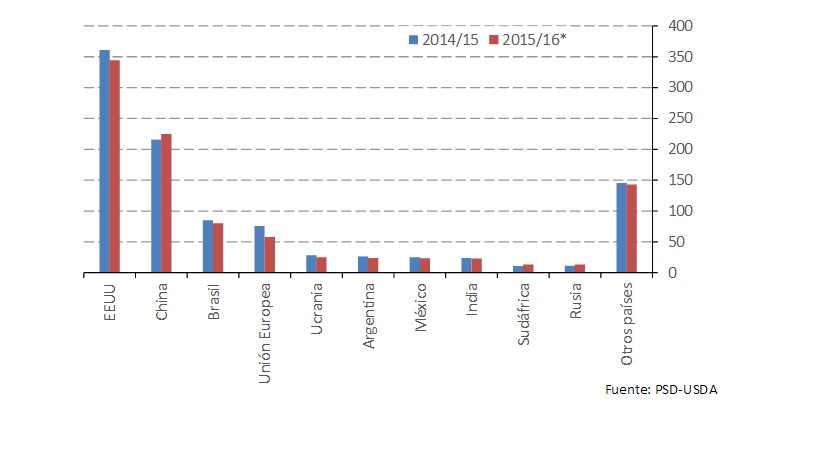 2014/15 2015/16*
400
350
300
250
200
150
100
50
0
EEUU
China
Brasil
Unión Europea
Ucrania
Argentina
México
India
Sudáfrica
Rusia
Otros países
Fuente: PSD-USDA